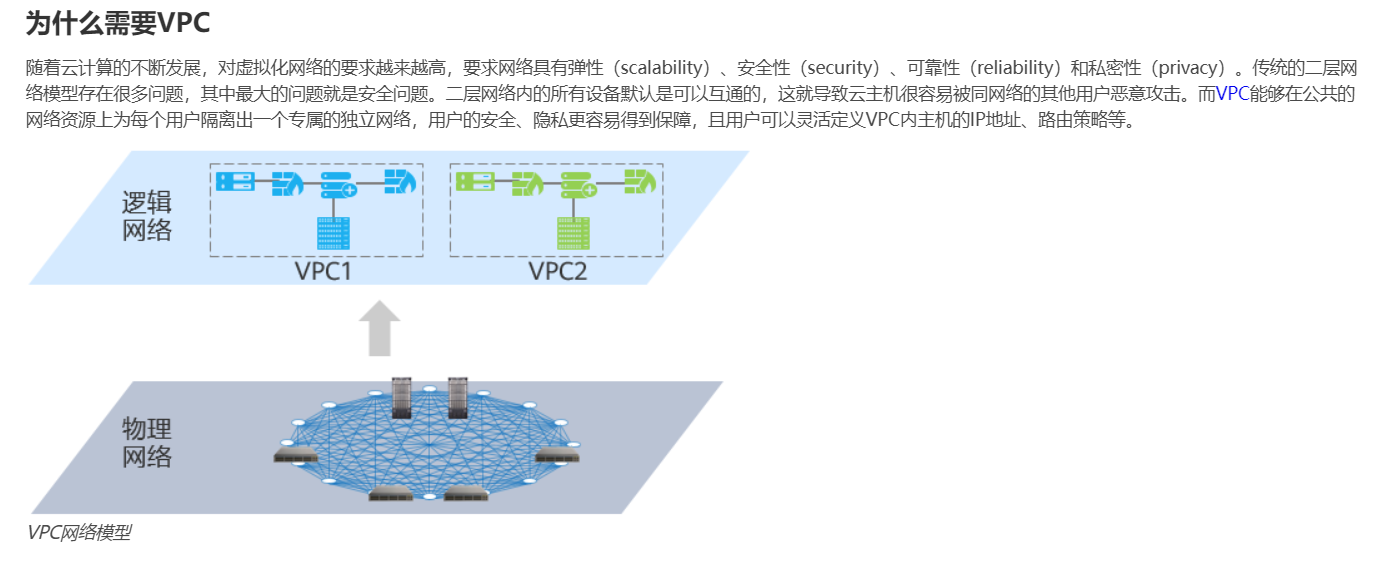 为什么需要VPC
随着云计算的不断发展，对虚拟化网络的要求越来越高，要求网络具有弹性（scalability）、安全性（security）、可靠性（reliability）和私密性（privacy）。传统的二层网
络模型存在很多问题，其中最大的问题就是安全问题。二层网络内的所有设备默认是可以互通的，这就导致云主机很容易被同网络的其他用户恶意攻击。而VPC能够在公共的
网络资源上为每个用户隔离出一个专属的独立网络，用户的安全、隐私更容易得到保障，且用户可以灵活定义VPC内主机的IP地址、路由策略等。
逻辑
网络
VPC1
VPC2
物理
网络
VPC网络模型